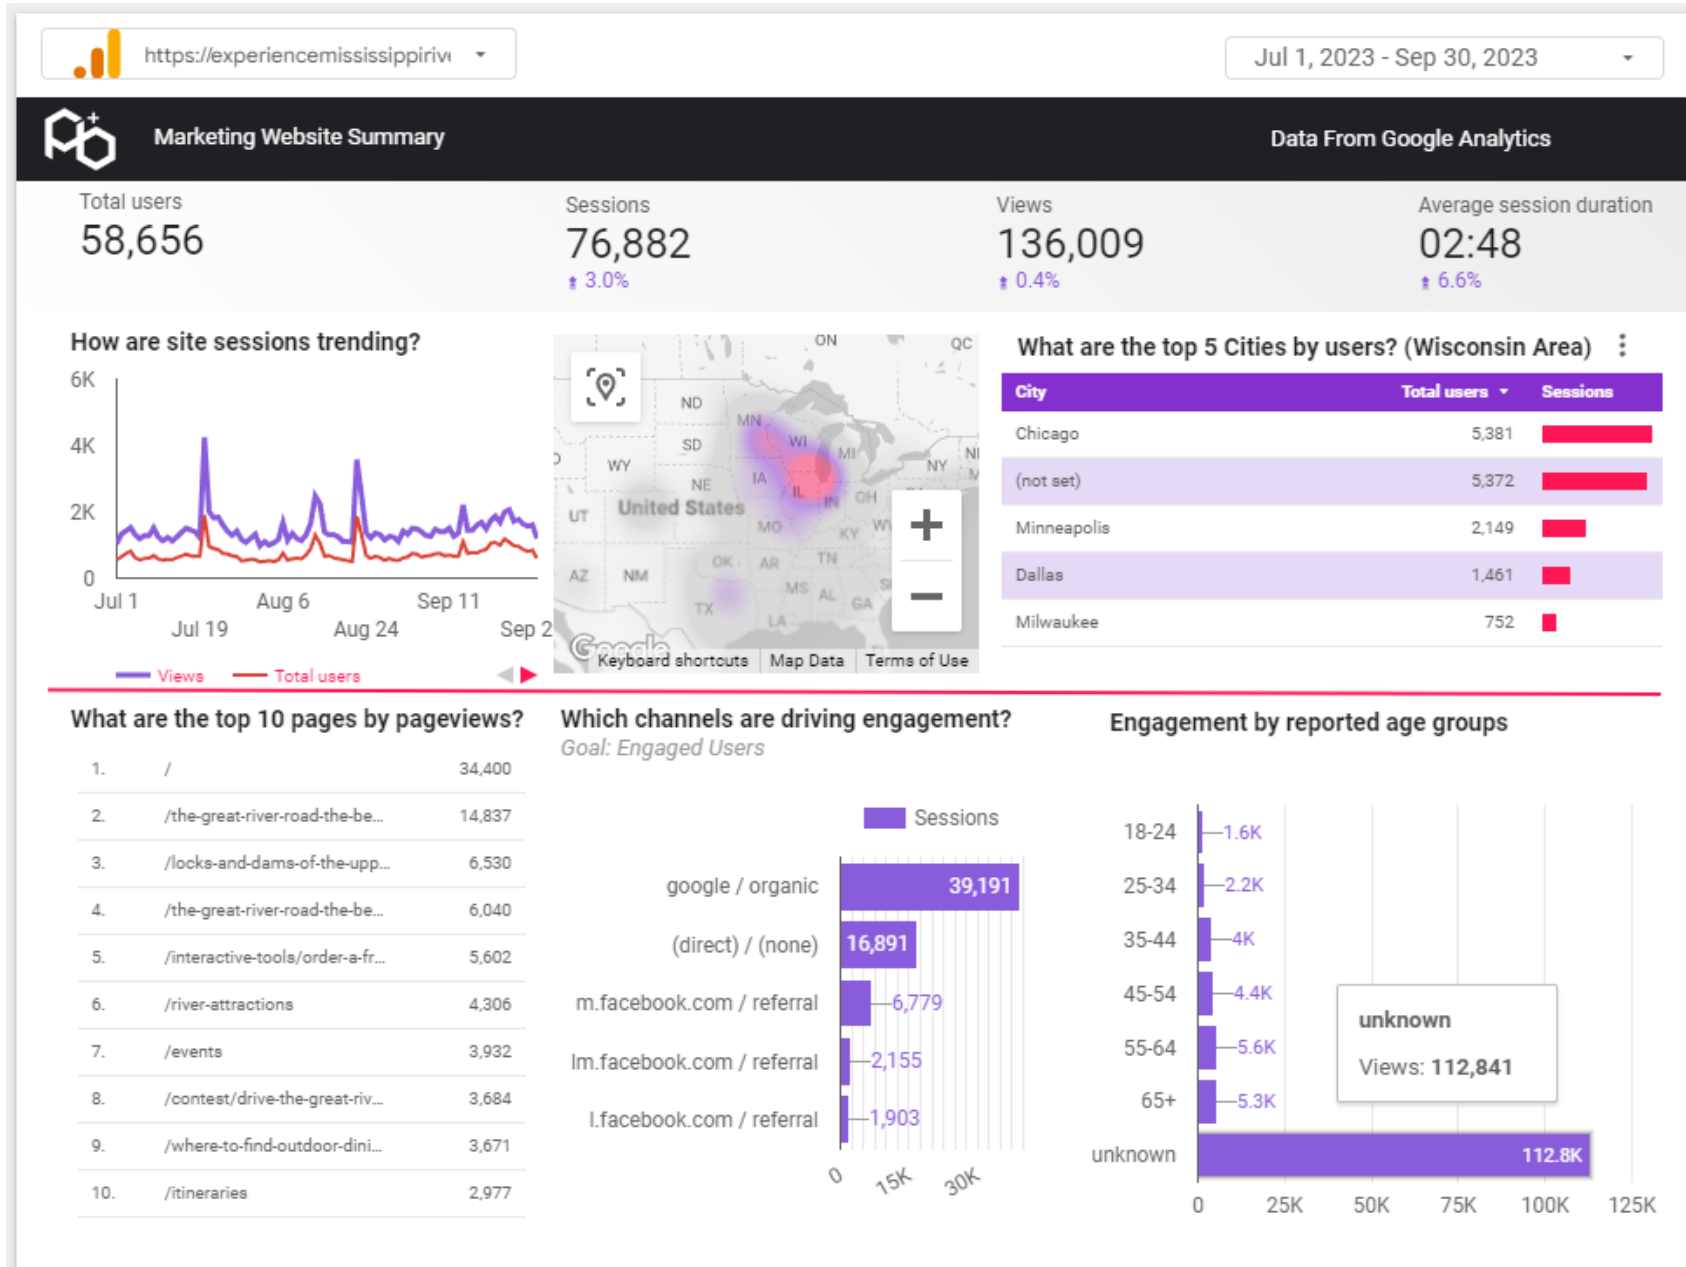 https://experiencemississippiriv
Jul 1, 2023 - Sep 30, 2023
Marketing Website Summary
Data From Google Analytics
Total users
58,656
Sessions
76,882
3.0%
Views
136,009
0.4%
Average session duration
02:48
6.6%
How are site sessions trending?
6K
4K
2K
0
Jul 1
Aug 6
Sep 11
Jul 19
Aug 24
Sep 2
Views
Total users
ON
QC
ND
MN
SD
WI
MI
WY
NY
IA
NE
IL
IN
OH
United States
UT
MO
KY
OK
AR
TN
AZ
NM
MS
AL
GA
TX
LA
Google
Keyboard shortcuts
Map Data
Terms of Use
What are the top 5 Cities by users? (Wisconsin Area)
City Total users Sessions
Chicago 5,381
(not set) 5,372
Minneapolis 2,149
Dallas 1,461
Milwaukee 752
What are the top 10 pages by pageviews?
1. / 34,400
2. /the-great-river-road-the-be... 14,837
3. /locks-and-dams-of-the-upp... 6,530
4. /the-great-river-road-the-be... 6,040
5. /interactive-tools/order-a-fr... 5,602
6. /river-attractions 4,306
7. /events 3,932
8. /contest/drive-the-great-riv... 3,684
9. /where-to-find-outdoor-dini... 3,671
10. /itineraries 2,977
Which channels are driving engagement?
Goal: Engaged Users
Sessions
google / organic 39,191
(direct) / (none) 16,891
m.facebook.com / referral 6,779
lm.facebook.com / referral 2,155
l.facebook.com / referral 1,903
0 15K 30K
Engagement by reported age groups
18-24 1.6K
25-34 2.2K
35-44 4K
45-54 4.4K
55-64 5.6K
65+ 5.3K
unknown 112.8K
0 25K 50K 75K 100K 125K
unknown
Views: 112,841